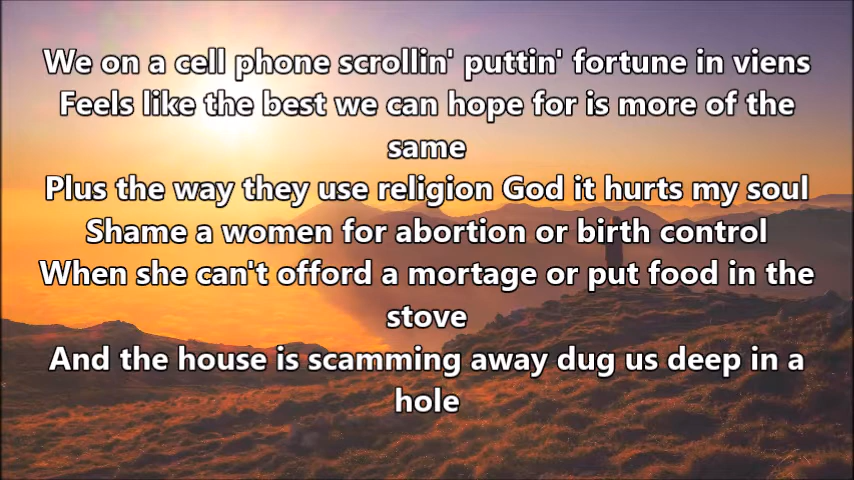 We on a cell phone scrollin' puttin' fortune in viens
Feels like the best we can hope for is more of the
same
Plus the way they use religion God it hurts my soul
Shame a women for abortion or birth control
When she can't offord a mortage or put food in the
stove
And the house is scamming away dug us deep in a
hole